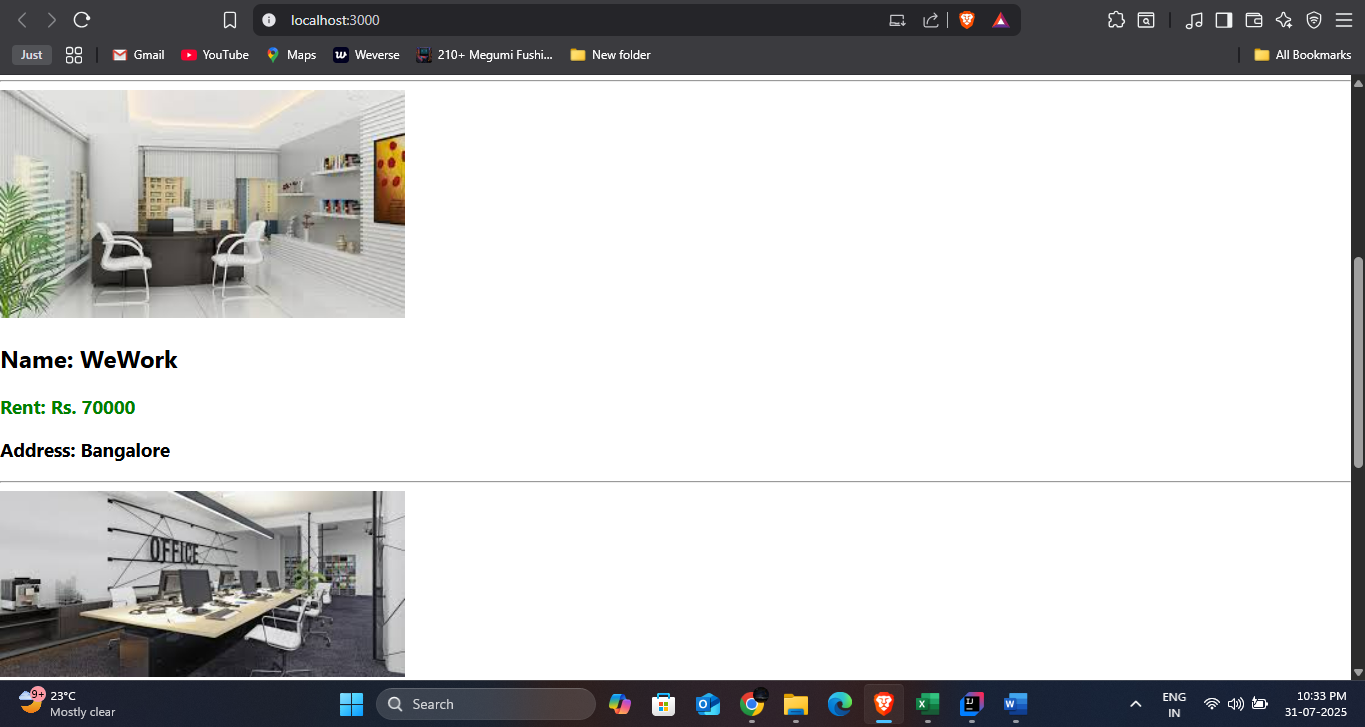 localhost:3000
Just
Gmail
YouTube
Maps
Weverse
210+ Megumi Fushi...
New folder
All Bookmarks
Name: WeWork
Rent: Rs. 70000
Address: Bangalore
OFFICE
9+
23°C
Mostly clear
Search
ENG
IN
10:33 PM
31-07-2025